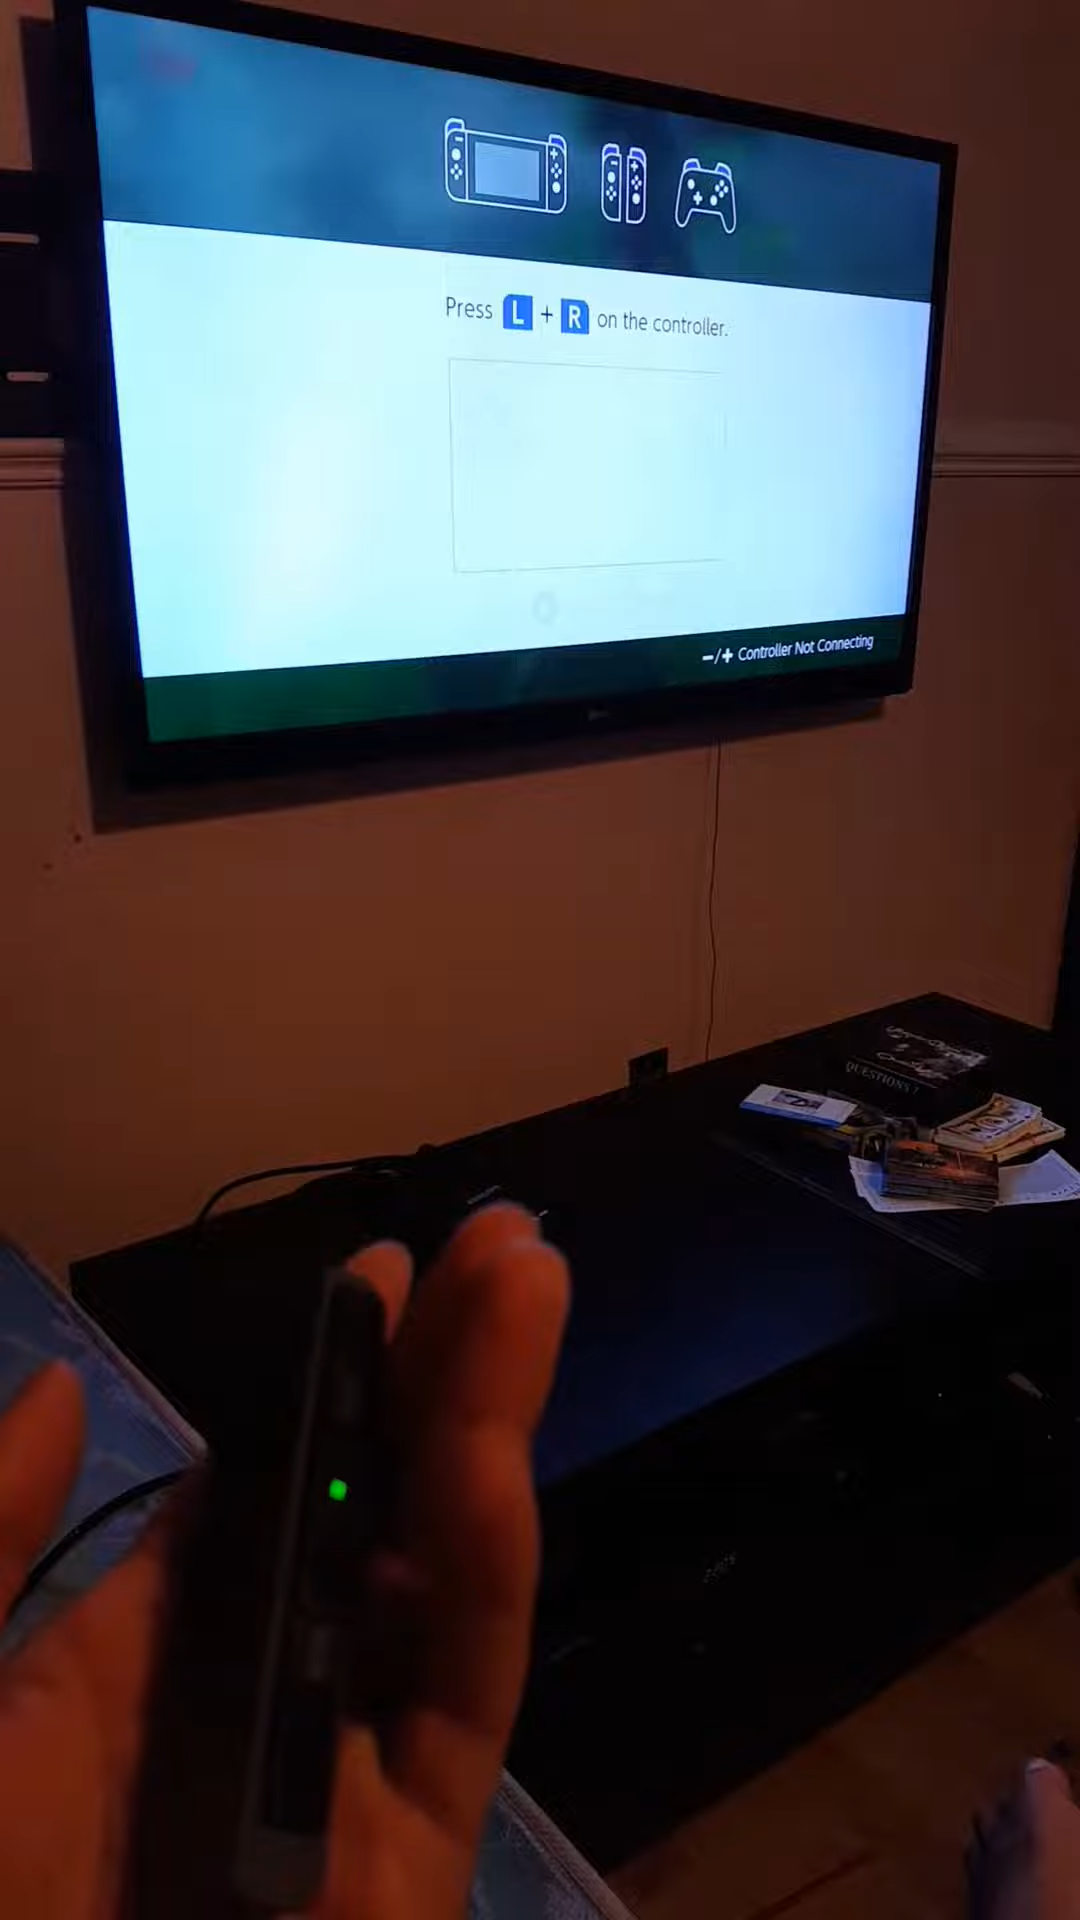 Press L + R on the controller.
−/+ Controller Not Connecting
QUESTIONS ?